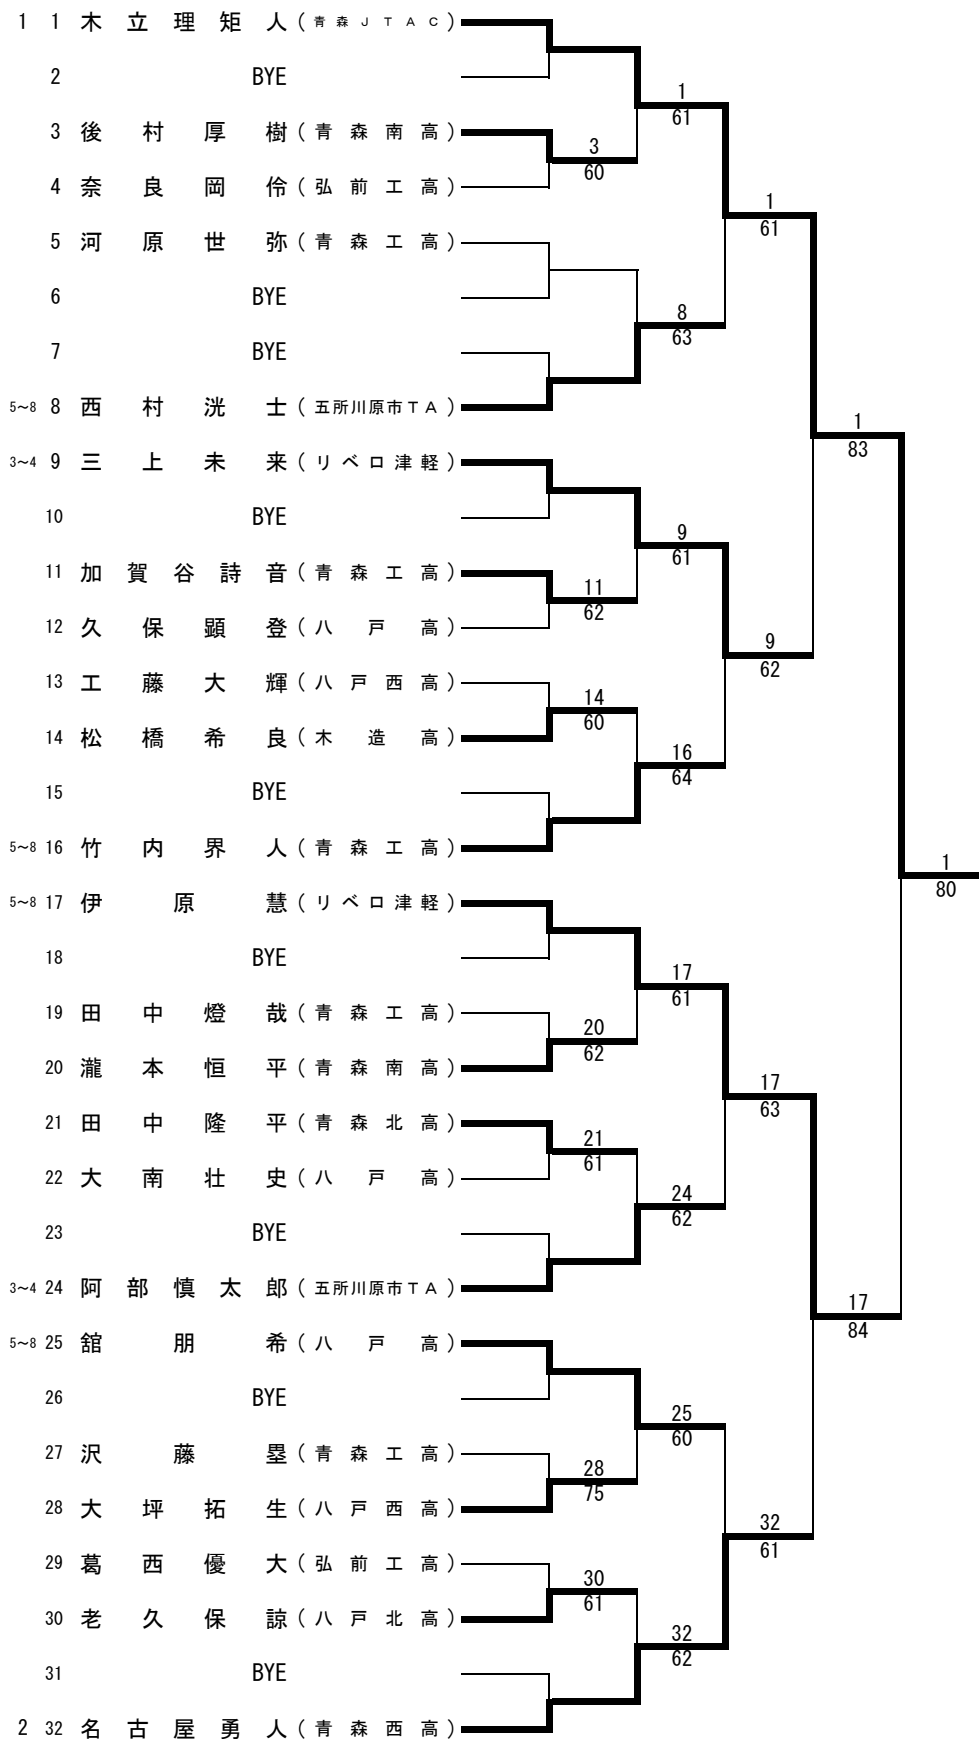 1 1 木立理矩人(青森JTAC)
2 BYE
1
61
3 後村厚樹(青森南高)
3
60
4 奈良岡伶(弘前工高)
1
61
5 河原世弥(青森工高)
6 BYE
8
63
7 BYE
5~8 8 西村洸士(五所川原市TA)
1
83
3~4 9 三上未来(リベロ津軽)
10 BYE
9
61
11 加賀谷詩音(青森工高)
11
62
12 久保顕登(八戸高)
9
62
13 工藤大輝(八戸西高)
14
60
14 松橋希良(木造高)
16
64
15 BYE
5~8 16 竹内界人(青森工高)
1
80
5~8 17 伊原慧(リベロ津軽)
18 BYE
17
61
19 田中燈哉(青森工高)
20
62
20 瀧本恒平(青森南高)
17
63
21 田中隆平(青森北高)
21
61
22 大南壮史(八戸高)
24
62
23 BYE
3~4 24 阿部慎太郎(五所川原市TA)
17
84
5~8 25 舘朋希(八戸高)
26 BYE
25
60
27 沢藤塁(青森工高)
28
75
28 大坪拓生(八戸西高)
32
61
29 葛西優大(弘前工高)
30
61
30 老久保諒(八戸北高)
32
62
31 BYE
2 32 名古屋勇人(青森西高)